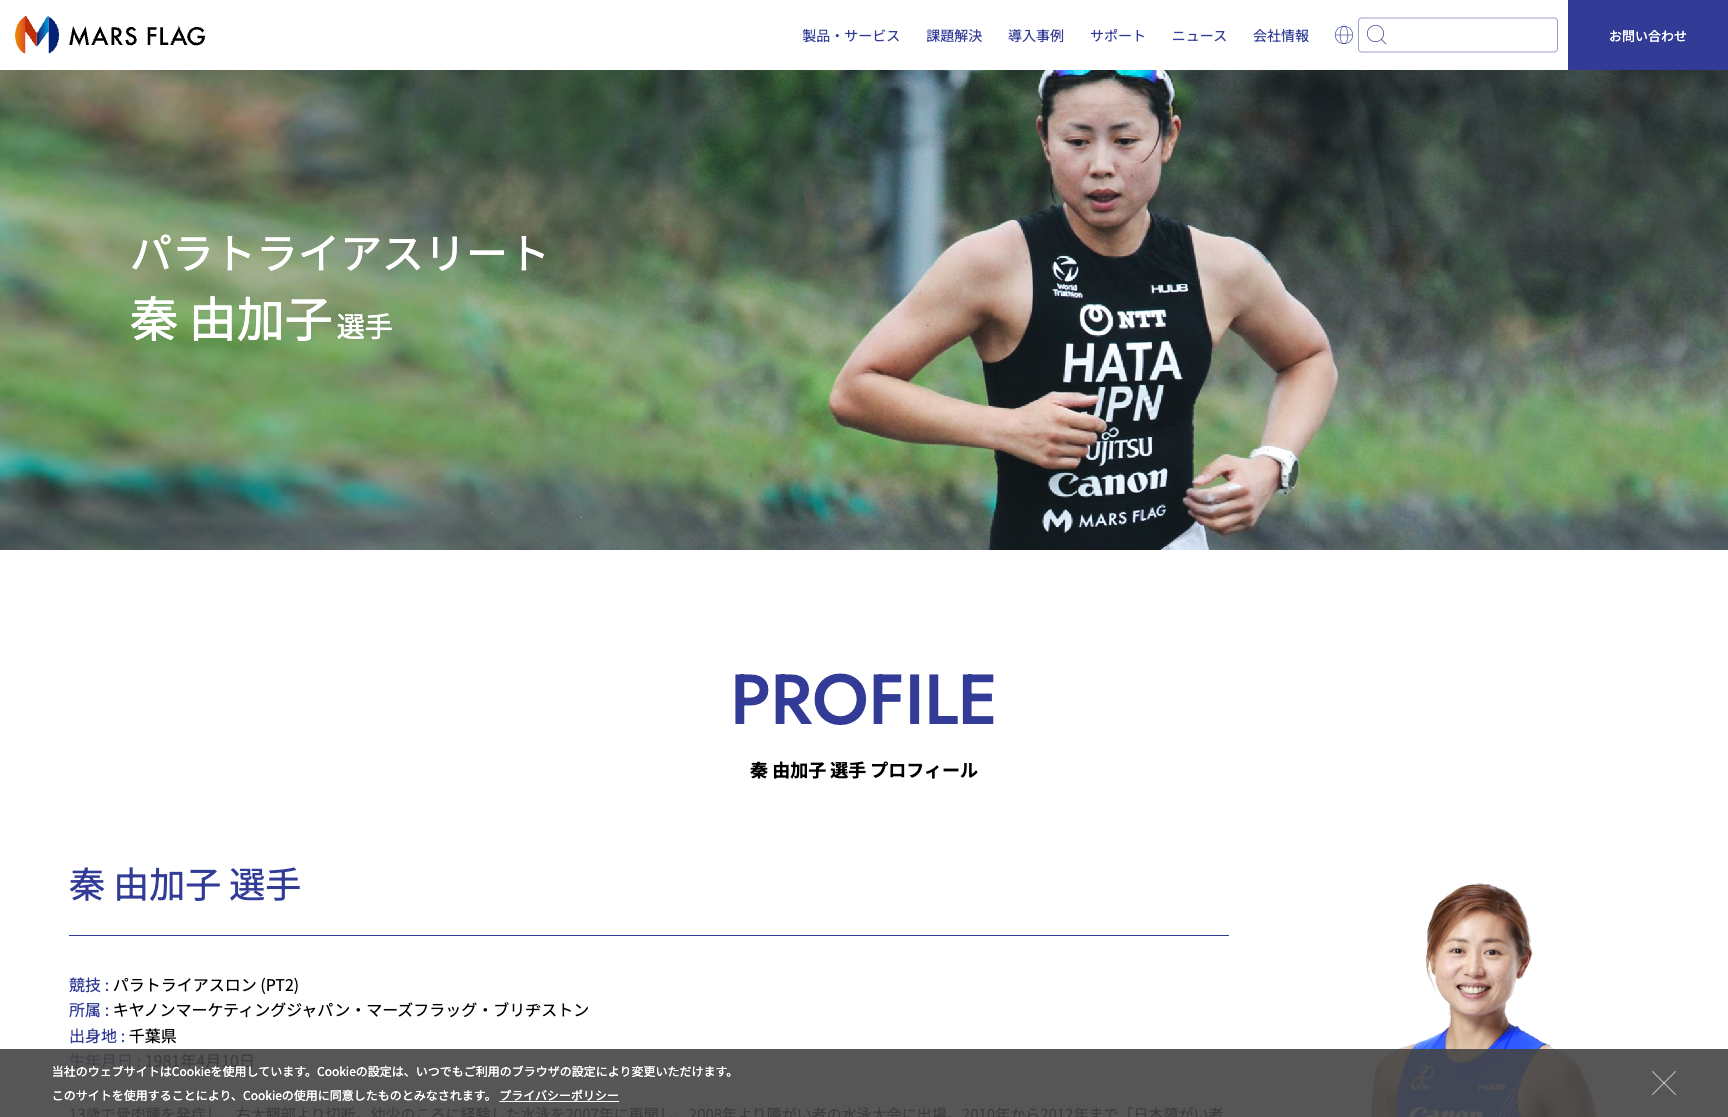 MARS FLAG
製品・サービス 課題解決 導入事例 サポート ニュース 会社情報
お問い合わせ
パラトライアスリート
秦 由加子 選手
World
Triathlon
HUUB
NTT
HATA
JPN
FUJITSU
Canon
MARS FLAG
PROFILE
秦 由加子 選手 プロフィール
秦 由加子 選手
競技 : パラトライアスロン (PT2)
所属 : キヤノンマーケティングジャパン・マーズフラッグ・ブリヂストン
出身地 : 千葉県
生年月日 : 1981年4月10日
当社のウェブサイトはCookieを使用しています。Cookieの設定は、いつでもご利用のブラウザの設定により変更いただけます。
このサイトを使用することにより、Cookieの使用に同意したものとみなされます。 プライバシーポリシー
13歳で骨肉腫を発症し、右大腿部より切断。幼少のころに経験した水泳を2007年に再開し、2008年より障がい者の水泳大会に出場。2010年から2012年まで「日本障がい者